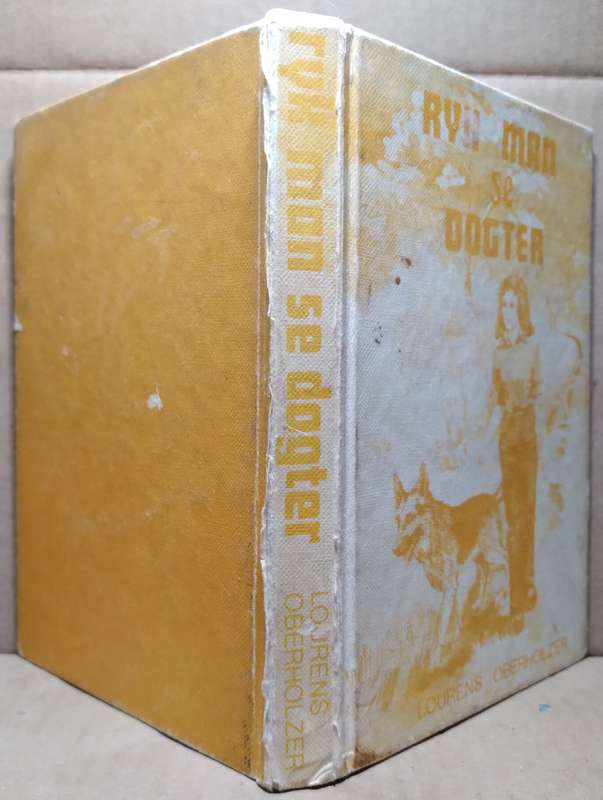 ryk man se dogter
LOURENS
OBERHOLZER
RYK MAN
se
DOGTER
LOURENS OBERHOLZER